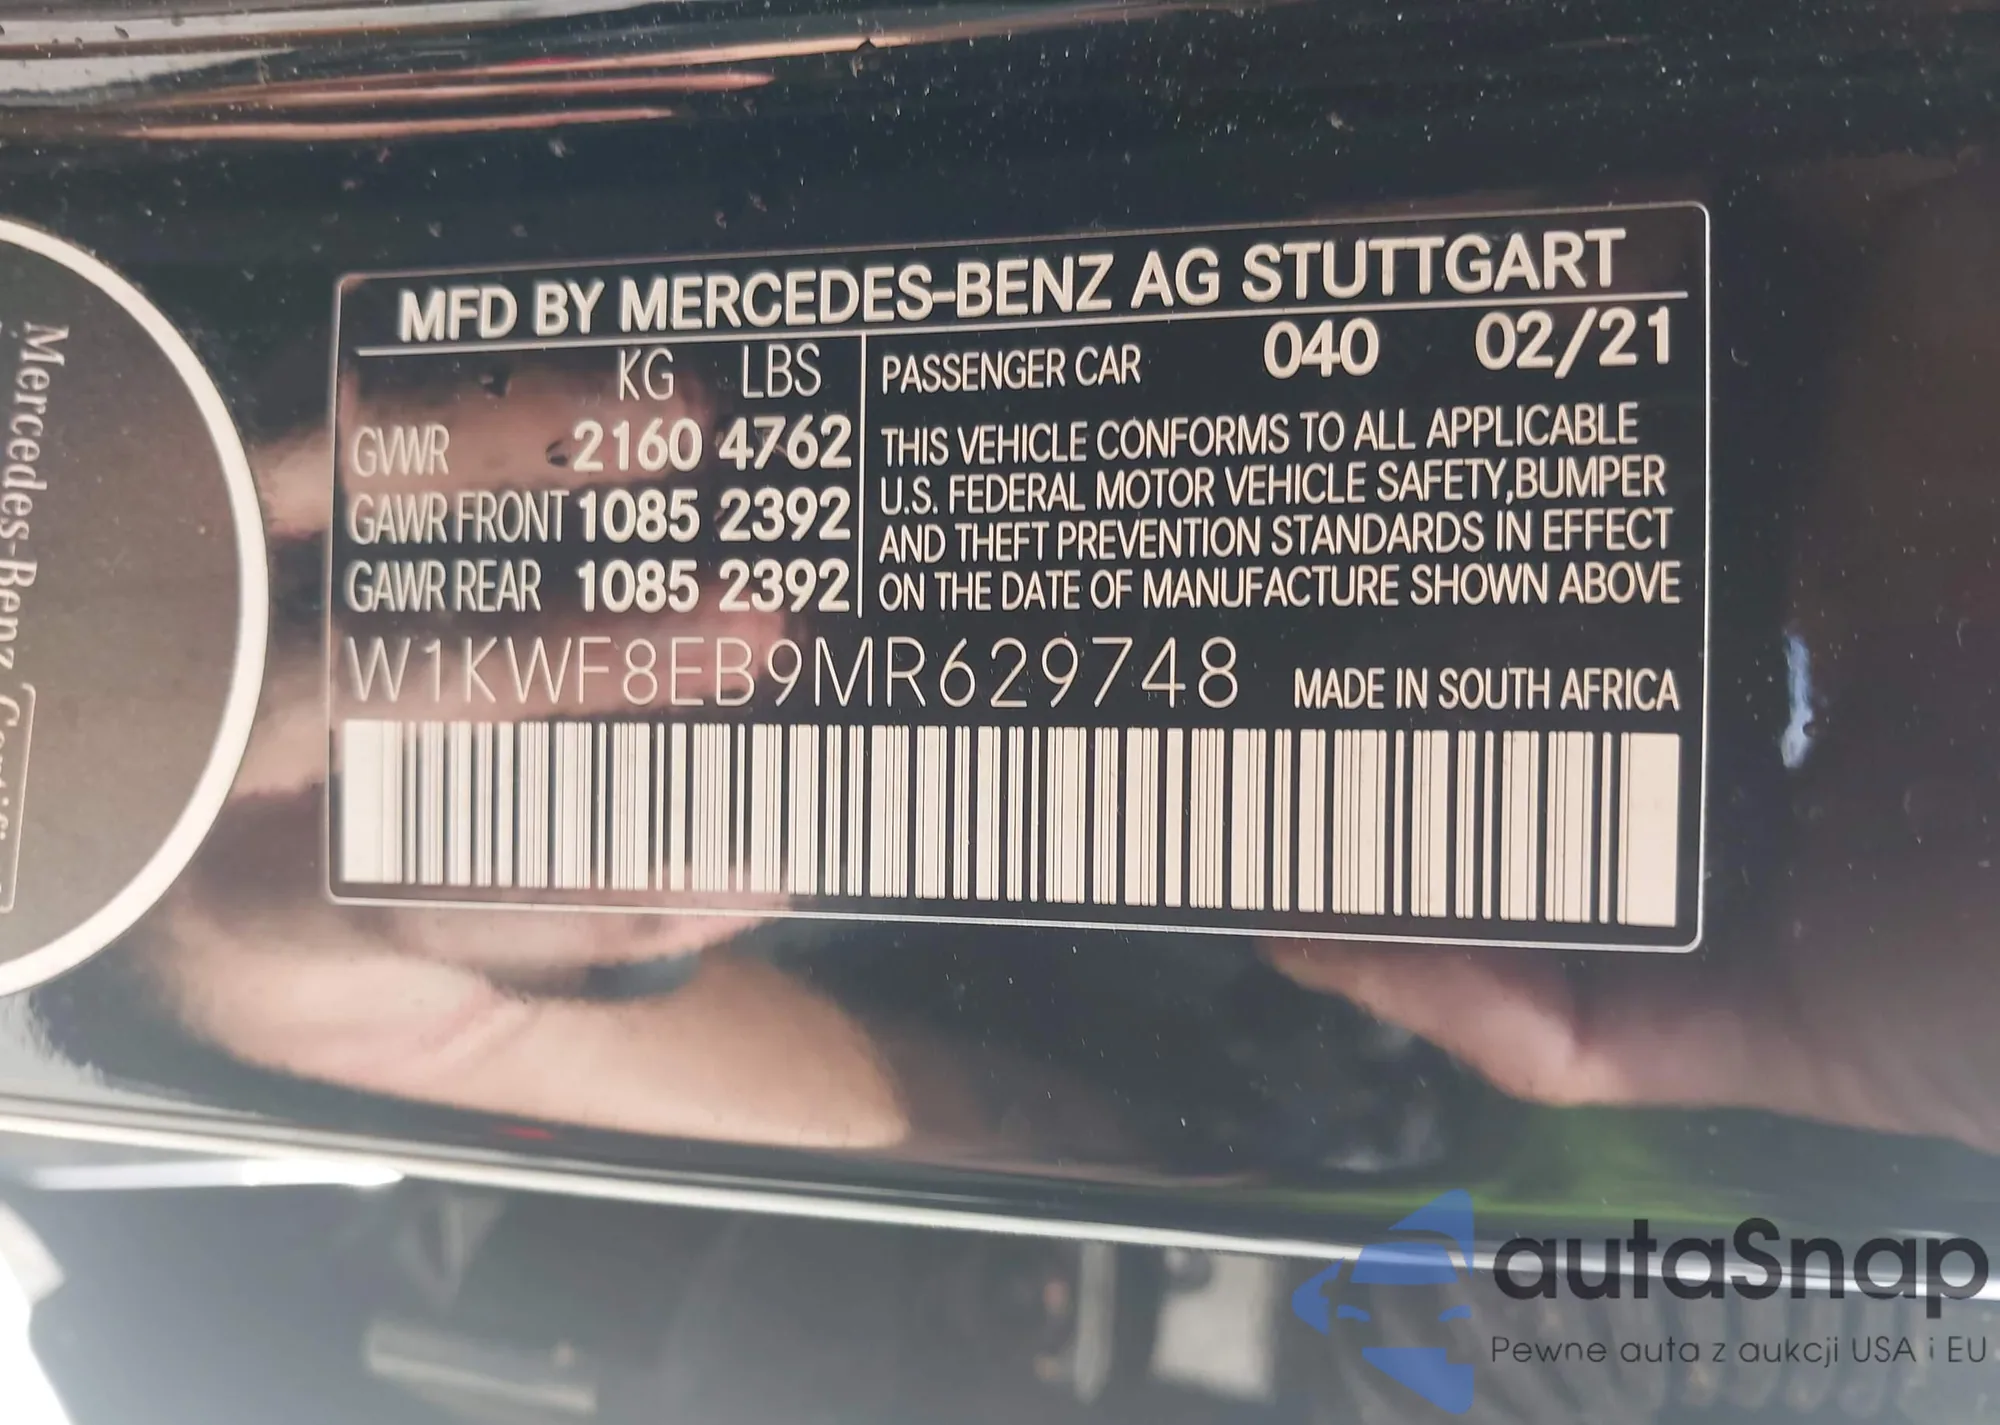 MFD BY MERCEDES-BENZ AG STUTTGART
KG LBS
GVWR 2160 4762
GAWR FRONT 1085 2392
GAWR REAR 1085 2392
PASSENGER CAR 040 02/21
THIS VEHICLE CONFORMS TO ALL APPLICABLE
U.S. FEDERAL MOTOR VEHICLE SAFETY,BUMPER
AND THEFT PREVENTION STANDARDS IN EFFECT
ON THE DATE OF MANUFACTURE SHOWN ABOVE
W1KWF8EB9MR629748 MADE IN SOUTH AFRICA
Mercedes-Benz
autaSnap
Pewne auta z aukcji USA i EU